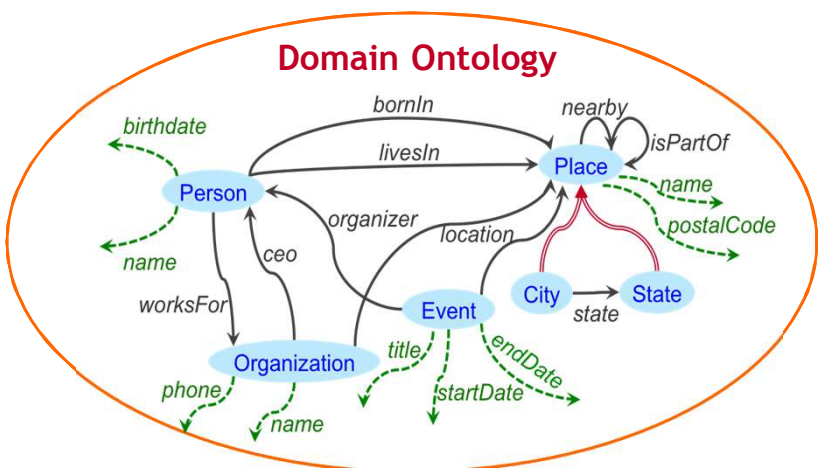 Domain Ontology
bornIn
nearby
birthdate
isPartOf
livesIn
Place
Person
name
organizer
postalCode
location
ceo
name
City
State
worksFor
Event
state
title
endDate
Organization
phone
startDate
name